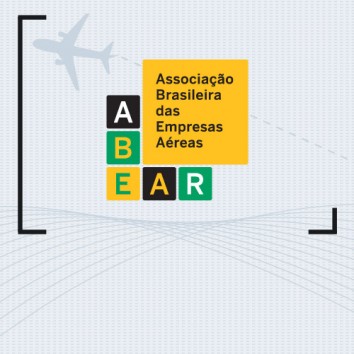 Associação
Brasileira
das
Empresas
Aéreas
A
B
E A R